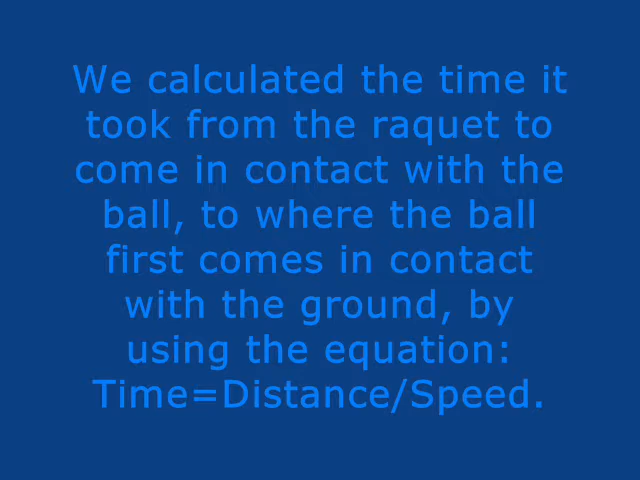 We calculated the time it
took from the raquet to
come in contact with the
ball, to where the ball
first comes in contact
with the ground, by
using the equation:
Time=Distance/Speed.